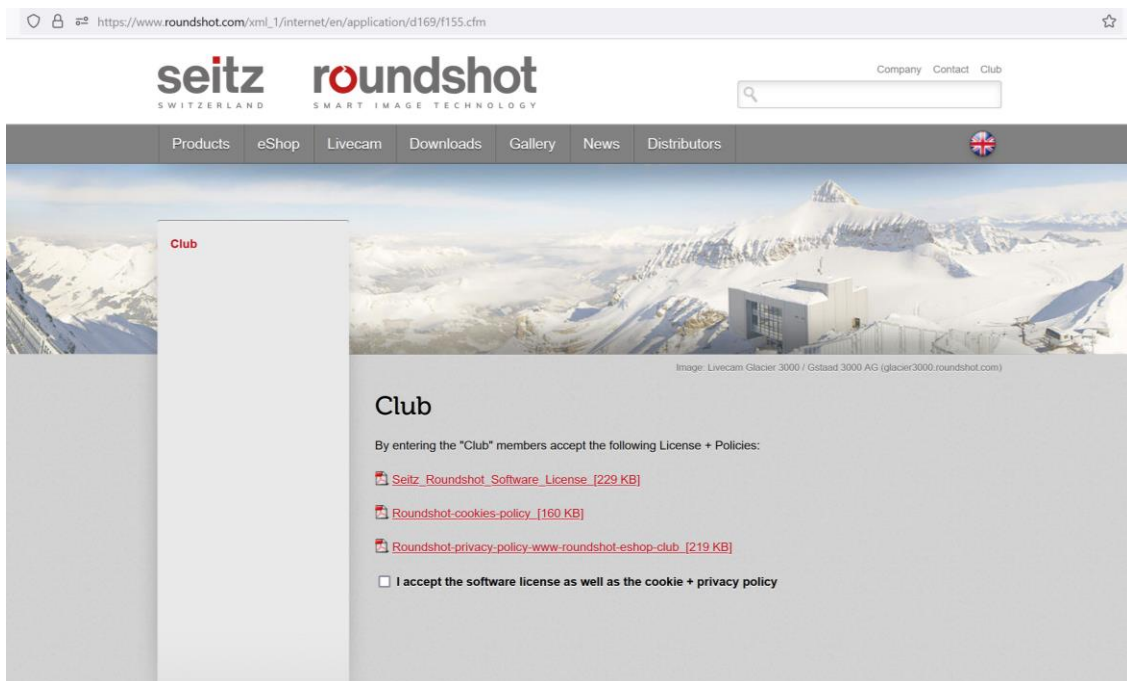 https://www.roundshot.com/xml_1/internet/en/application/d169/f155.cfm
seitz
SWITZERLAND
roundshot
SMART IMAGE TECHNOLOGY
Company Contact Club
Products eShop Livecam Downloads Gallery News Distributors
Club
Image: Livecam Glacier 3000 / Gstaad 3000 AG (glacier3000.roundshot.com)
Club
By entering the "Club" members accept the following License + Policies:
Seitz_Roundshot_Software_License [229 KB]
Roundshot-cookies-policy [160 KB]
Roundshot-privacy-policy-www-roundshot-eshop-club [219 KB]
I accept the software license as well as the cookie + privacy policy